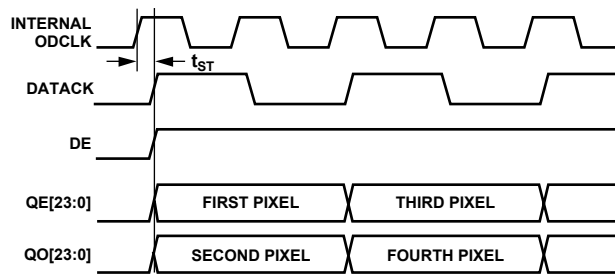 INTERNAL
ODCLK
tST
DATACK
DE
QE[23:0] FIRST PIXEL THIRD PIXEL
QO[23:0] SECOND PIXEL FOURTH PIXEL